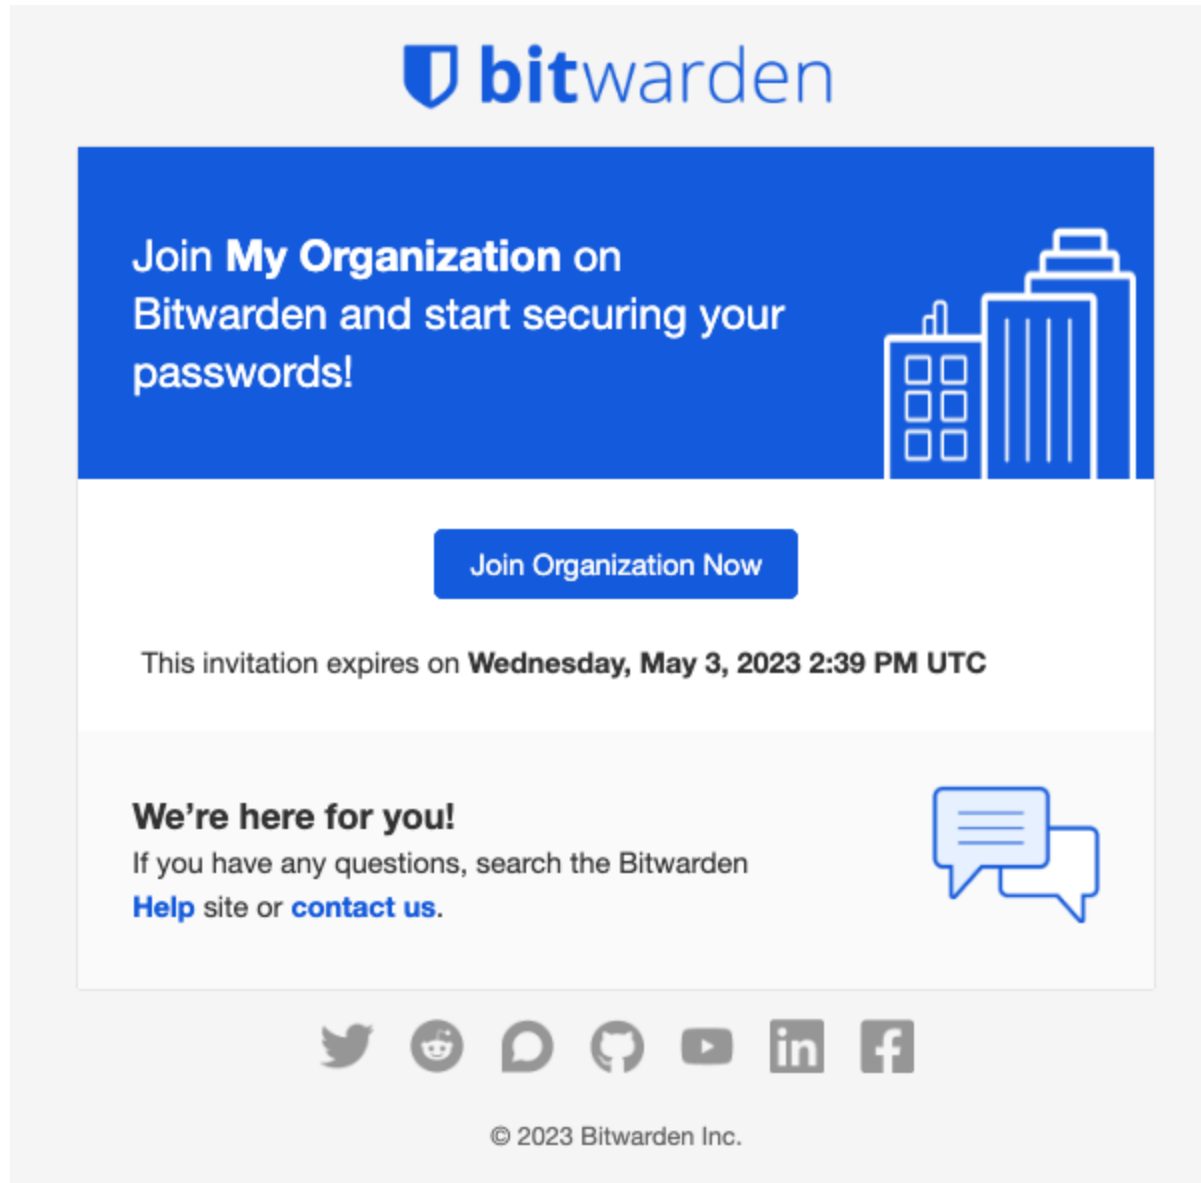 bitwarden
Join My Organization on
Bitwarden and start securing your
passwords!
Join Organization Now
This invitation expires on Wednesday, May 3, 2023 2:39 PM UTC
We’re here for you!
If you have any questions, search the Bitwarden
Help site or contact us.
in
© 2023 Bitwarden Inc.